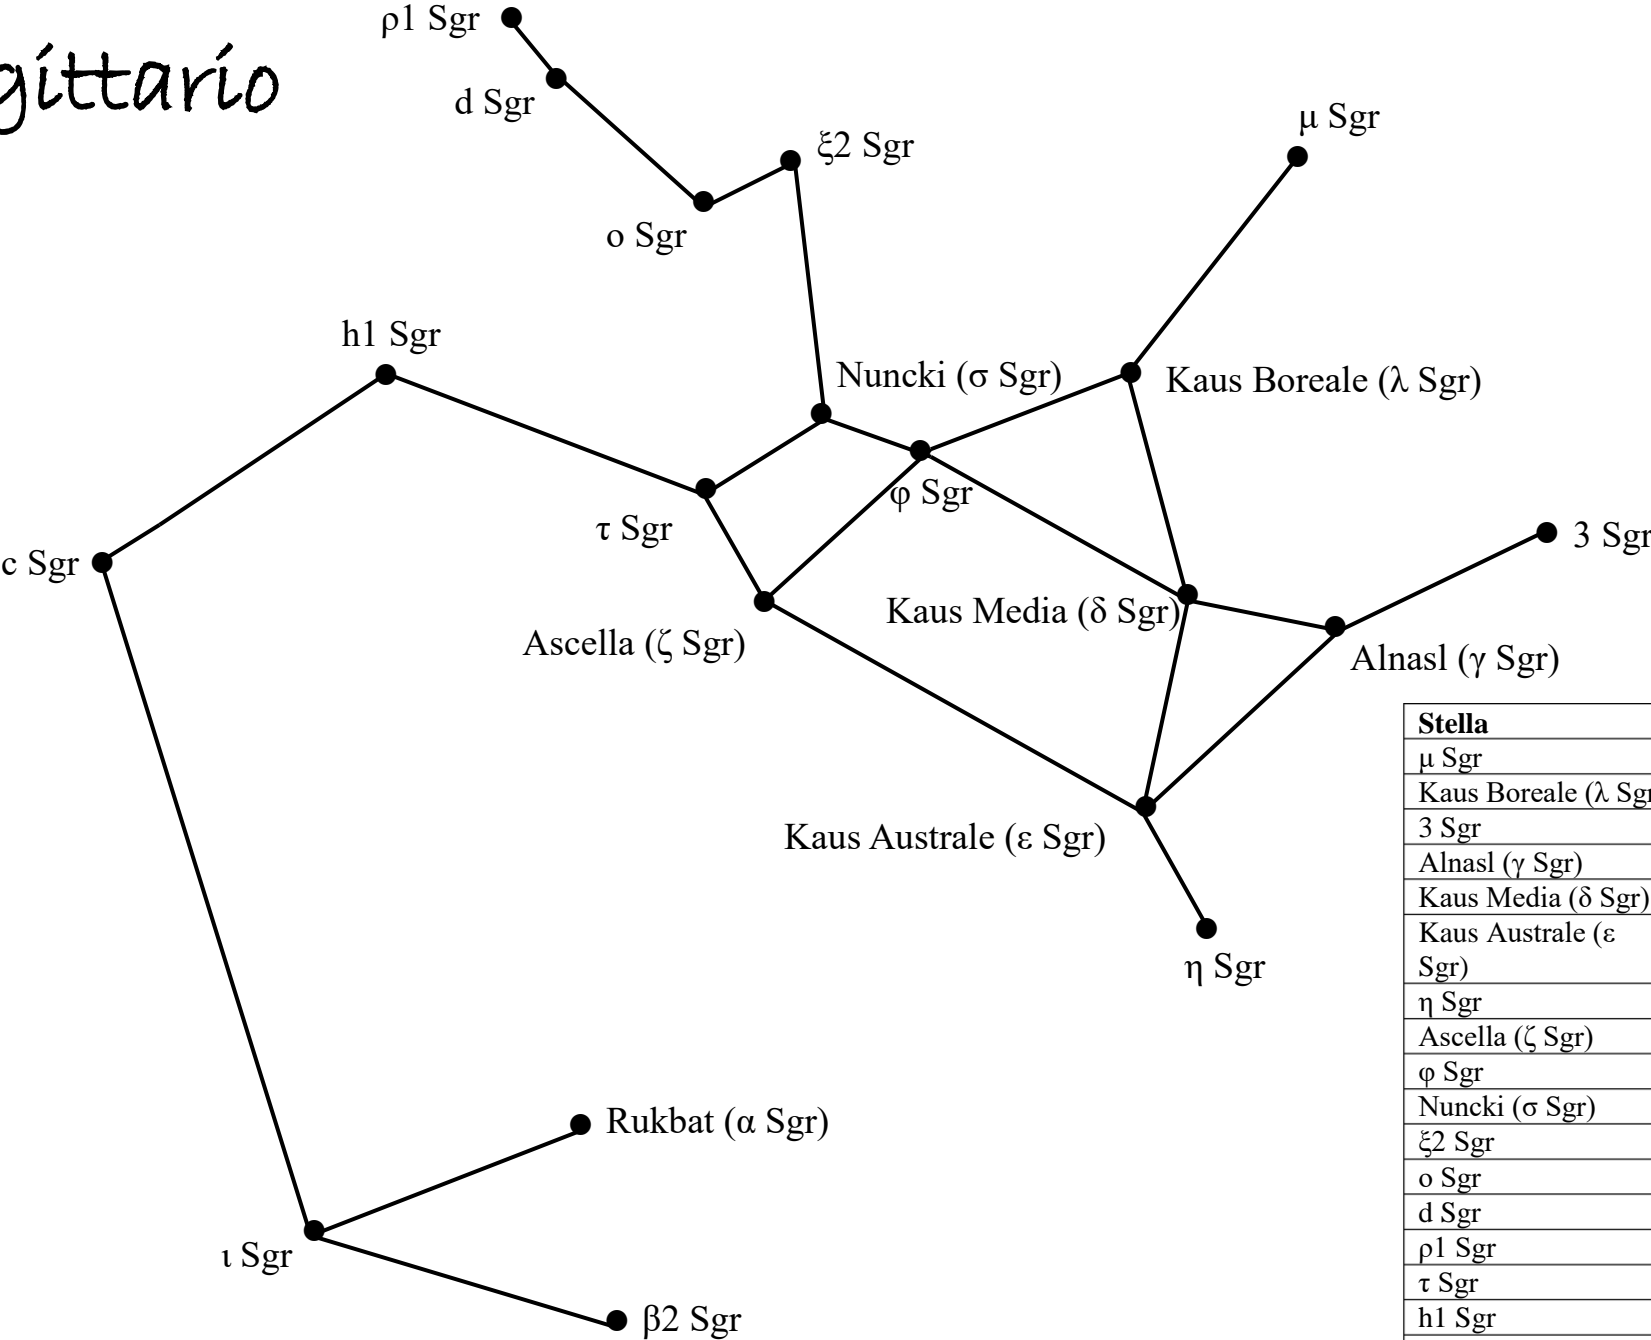 ρ1 Sgr
gittario
d Sgr
μ Sgr
ξ2 Sgr
ο Sgr
h1 Sgr
Nuncki (σ Sgr)
Kaus Boreale (λ Sgr)
φ Sgr
τ Sgr
3 Sgr
c Sgr
Kaus Media (δ Sgr)
Ascella (ζ Sgr)
Alnasl (γ Sgr)
Kaus Australe (ε Sgr)
η Sgr
Rukbat (α Sgr)
ι Sgr
β2 Sgr
Stella
μ Sgr
Kaus Boreale (λ Sgr
3 Sgr
Alnasl (γ Sgr)
Kaus Media (δ Sgr)
Kaus Australe (ε
Sgr)
η Sgr
Ascella (ζ Sgr)
φ Sgr
Nuncki (σ Sgr)
ξ2 Sgr
ο Sgr
d Sgr
ρ1 Sgr
τ Sgr
h1 Sgr